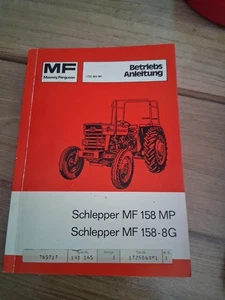 MF
Massey Ferguson
Betriebs
Anleitung
Schlepper MF 158 MP
Schlepper MF 158-8G